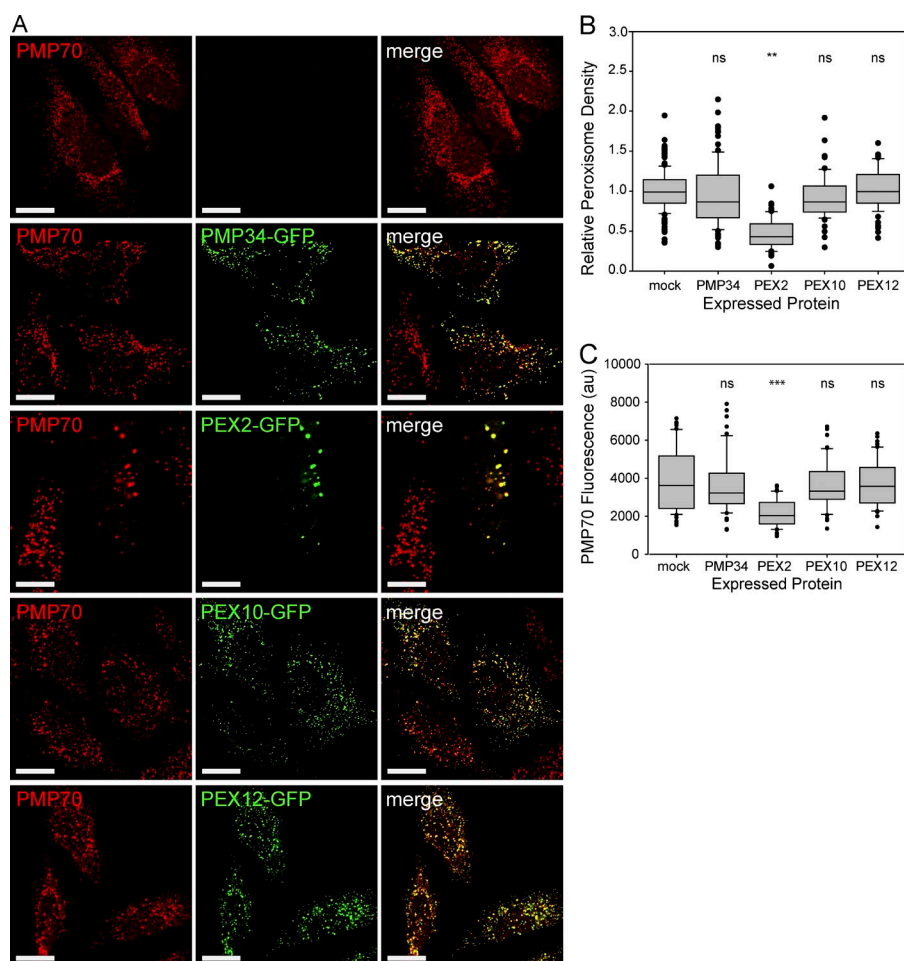 A
PMP70 merge
PMP70 PMP34-GFP merge
PMP70 PEX2-GFP merge
PMP70 PEX10-GFP merge
PMP70 PEX12-GFP merge
B
Relative Peroxisome Density
3.0
2.5
2.0
1.5
1.0
0.5
0.0
ns ** ns ns
mock PMP34 PEX2 PEX10 PEX12
Expressed Protein
C
PMP70 Fluorescence (au)
10000
8000
6000
4000
2000
0
ns *** ns ns
mock PMP34 PEX2 PEX10 PEX12
Expressed Protein